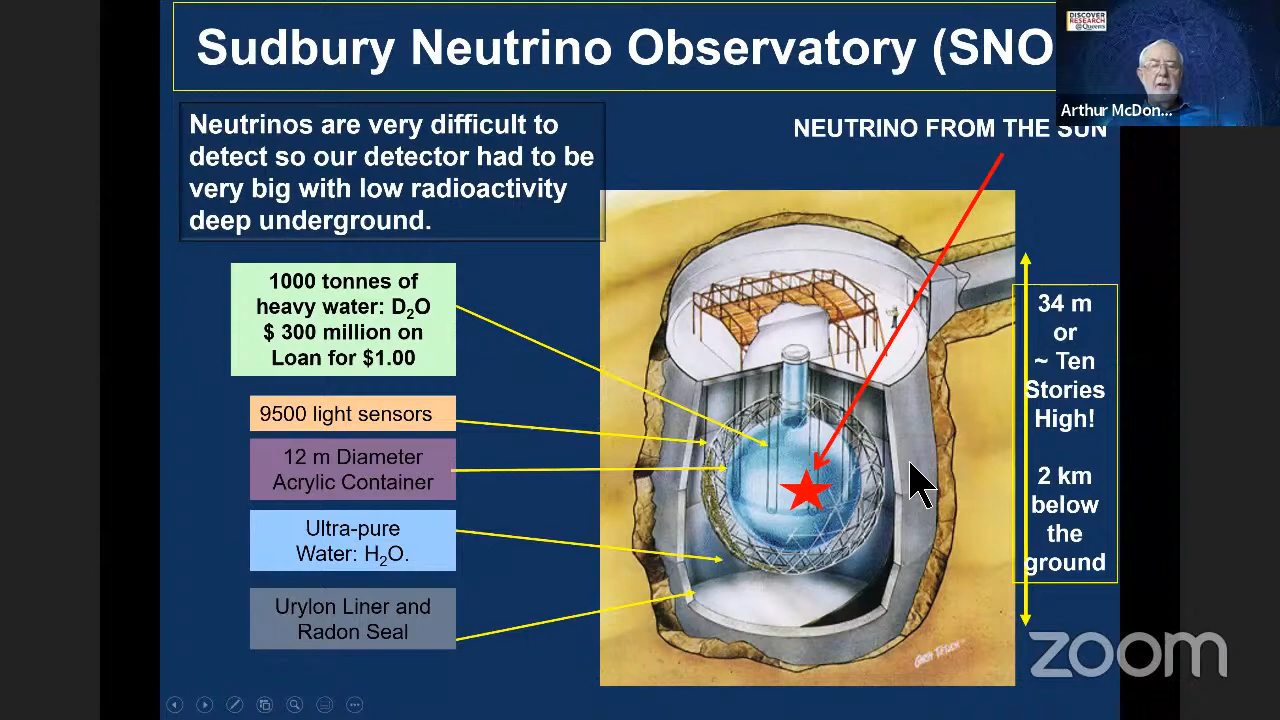 Sudbury Neutrino Observatory (SNO
DISCOVER
RESEARCH
@Queens
Arthur McDon...
Neutrinos are very difficult to
detect so our detector had to be
very big with low radioactivity
deep underground.
NEUTRINO FROM THE SUN
1000 tonnes of
heavy water: D₂O
$ 300 million on
Loan for $1.00
9500 light sensors
12 m Diameter
Acrylic Container
Ultra-pure
Water: H₂O.
Urylon Liner and
Radon Seal
34 m
or
~ Ten
Stories
High!
2 km
below
the
ground
zoom